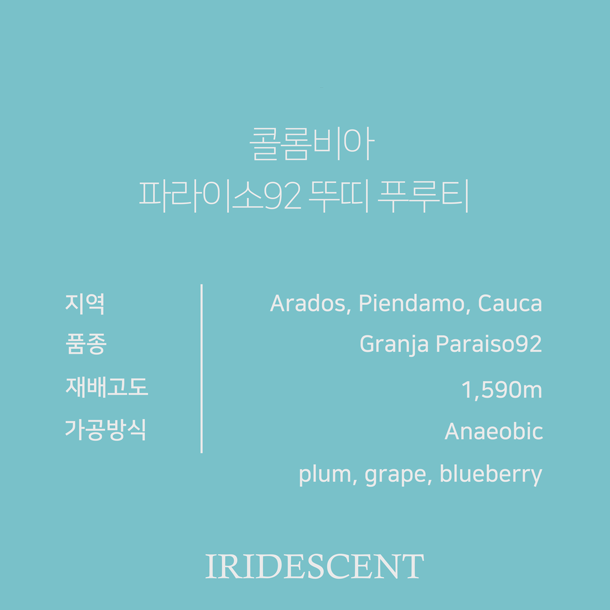 콜롬비아
파라이소92 뚜띠 푸루티
지역 Arados, Piendamo, Cauca
품종 Granja Paraiso92
재배고도 1,590m
가공방식 Anaeobic
plum, grape, blueberry
IRIDESCENT